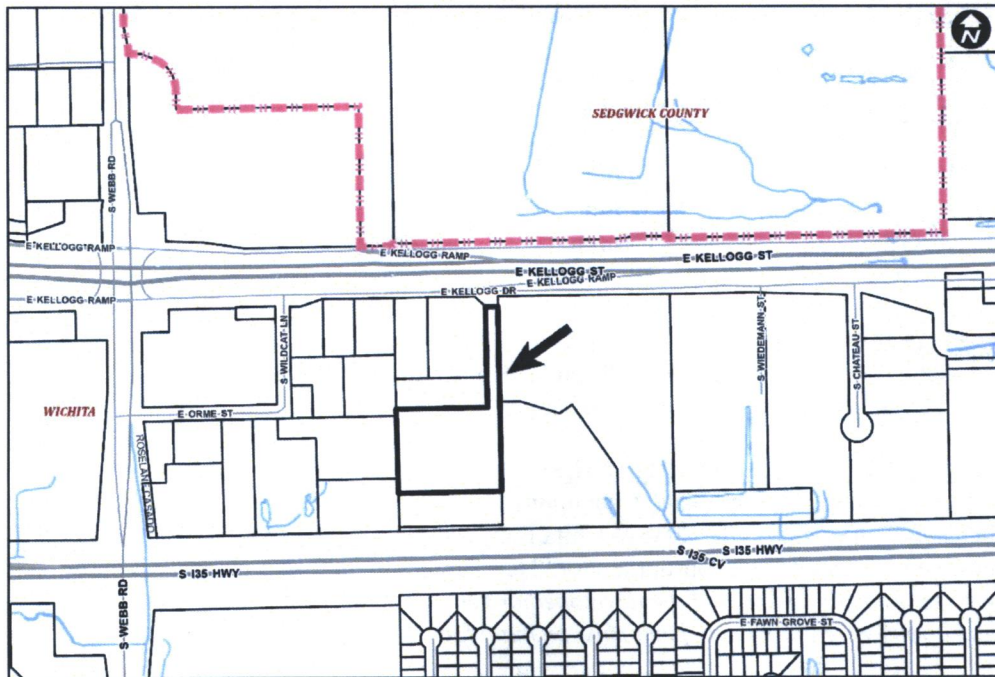 N
SEDGWICK COUNTY
S WEBB RD
E KELLOGG RAMP
E KELLOGG RAMP
E KELLOGG ST
E KELLOGG ST
E KELLOGG RAMP
E KELLOGG DR
E KELLOGG RAMP
S WILDCAT LN
S WIEDEMANN ST
S CHATEAU ST
WICHITA
E ORME ST
S I35 HWY
S I35 CV
S I35 HWY
S WEBB RD
E FAWN GROVE ST